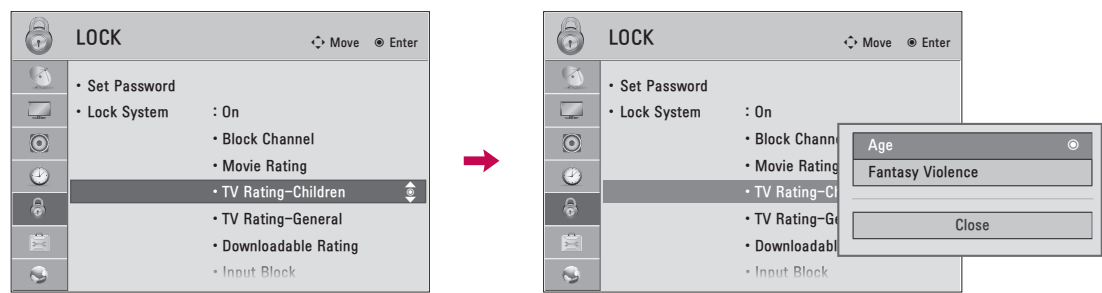 LOCK
Move Enter
• Set Password
• Lock System : On
• Block Channel
• Movie Rating
• TV Rating-Children
• TV Rating-General
• Downloadable Rating
• Input Block
LOCK
Move Enter
• Set Password
• Lock System : On
• Block Chann
• Movie Rating
• TV Rating-Ch
• TV Rating-Ge
• Downloadabl
• Input Block
Age
Fantasy Violence
Close